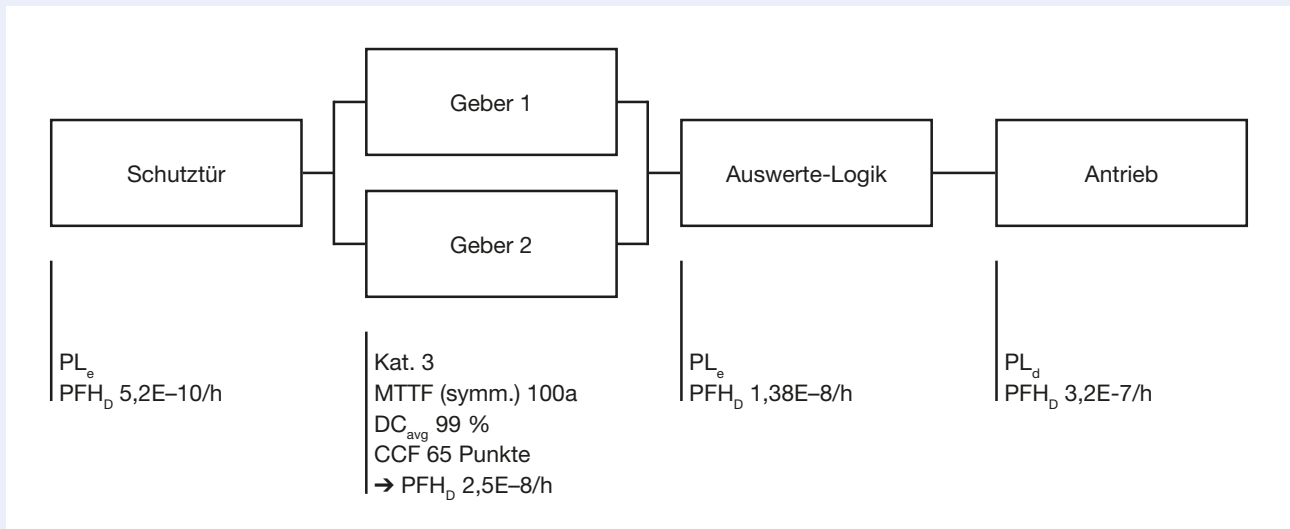 Geber 1
Schutztür
Auswerte-Logik
Antrieb
Geber 2
PLe
PFHD 5,2E–10/h
Kat. 3
MTTF (symm.) 100a
DCavg 99 %
CCF 65 Punkte
➔ PFHD 2,5E–8/h
PLe
PFHD 1,38E–8/h
PLd
PFHD 3,2E-7/h